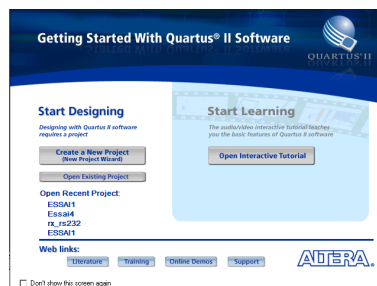 Getting Started With Quartus® II Software
QUARTUS®II
Start Designing
Designing with Quartus II software
requires a project
Create a New Project
(New Project Wizard)
Open Existing Project
Open Recent Project:
ESSAI1
Essai4
rx_rs232
ESSAI1
Start Learning
The audio/video interactive tutorial teaches
you the basic features of Quartus II software
Open Interactive Tutorial
Web links:
Literature
Training
Online Demos
Support
ALTERA.
Don't show this screen again